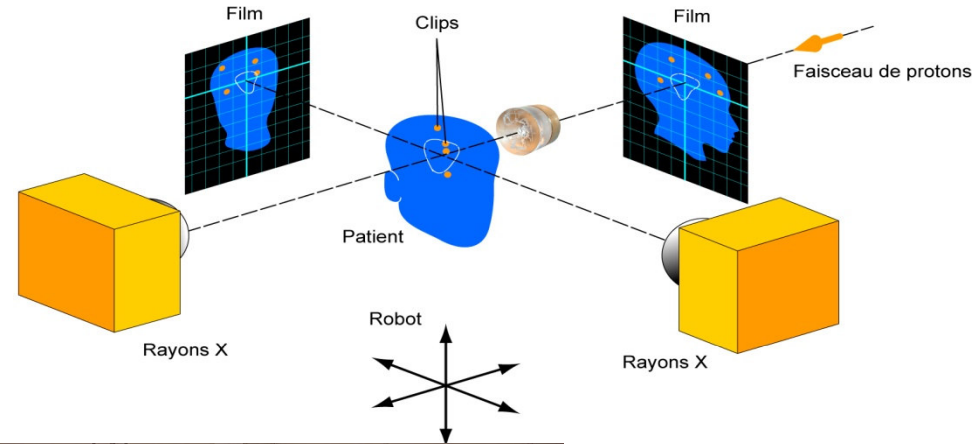 Film
Clips
Film
Faisceau de protons
Patient
Robot
Rayons X
Rayons X